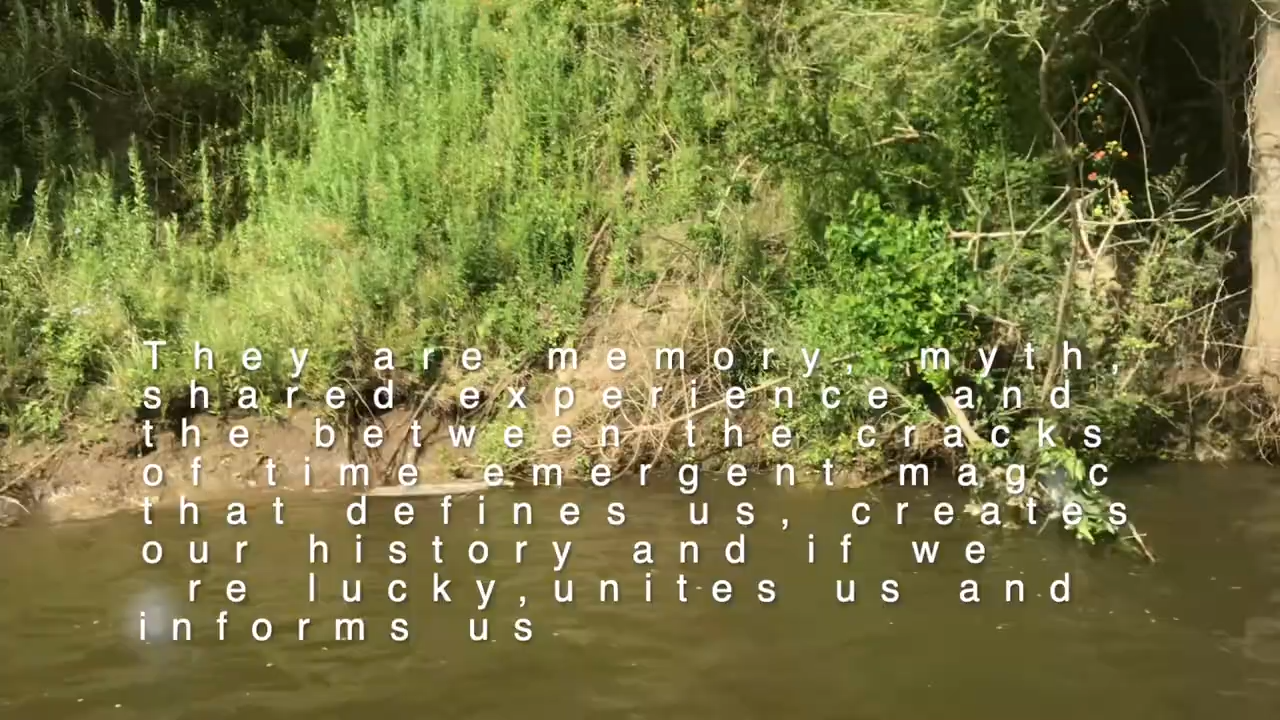 They are memory, myth,
shared experience and
the between the cracks
of time emergent magic
that defines us, creates
our history and if we
re lucky,unites us and
informs us